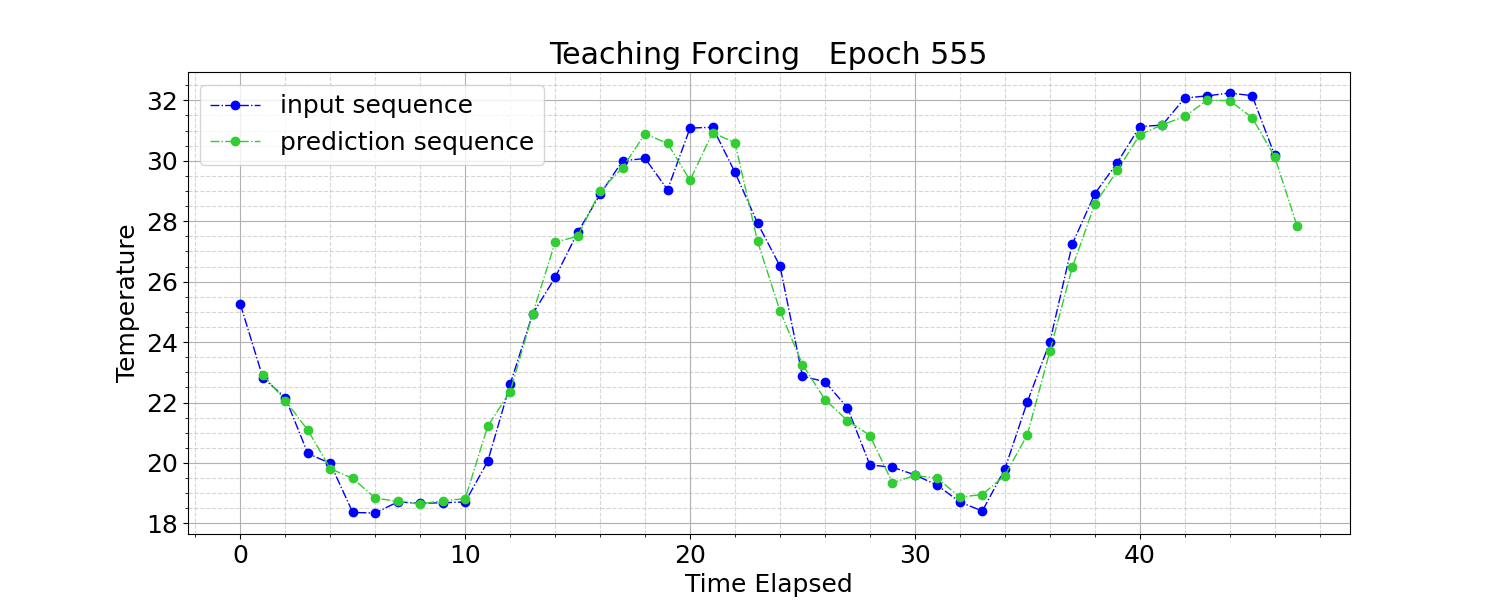 Teaching Forcing   Epoch 555
input sequence
prediction sequence
Temperature
32
30
28
26
24
22
20
18
0 10 20 30 40
Time Elapsed